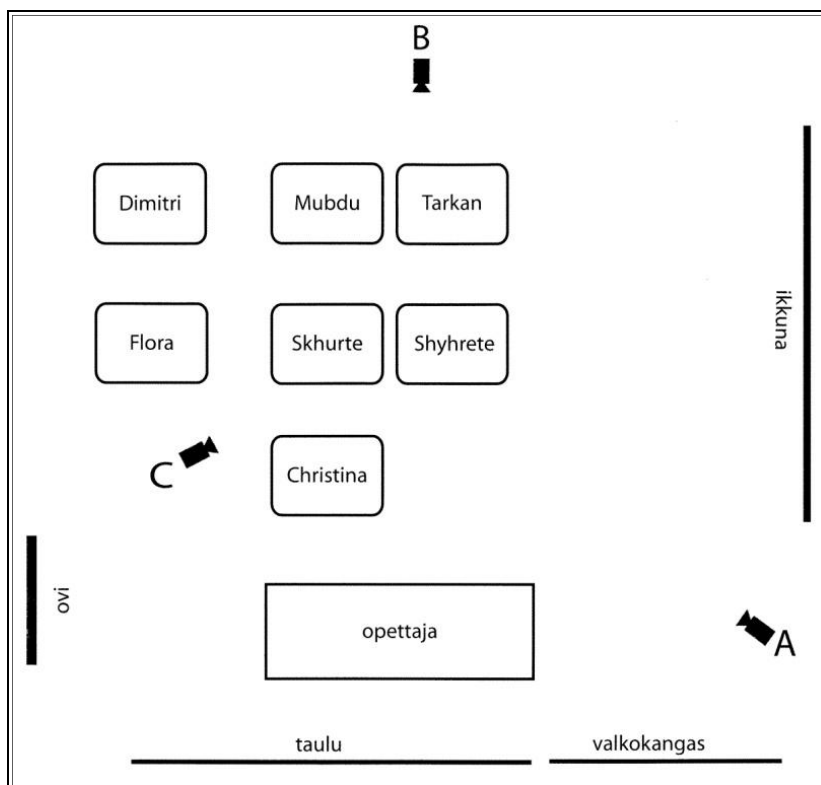 B
Dimitri
Mubdu
Tarkan
ikkuna
Flora
Skhurte
Shyhrete
C
Christina
ovi
opettaja
A
taulu
valkokangas